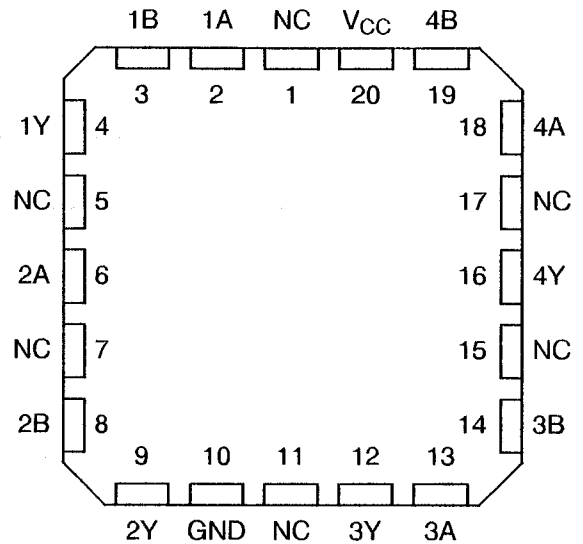 1B 1A NC VCC 4B
3 2 1 20 19
1Y 4 18 4A
NC 5 17 NC
2A 6 16 4Y
NC 7 15 NC
2B 8 14 3B
9 10 11 12 13
2Y GND NC 3Y 3A